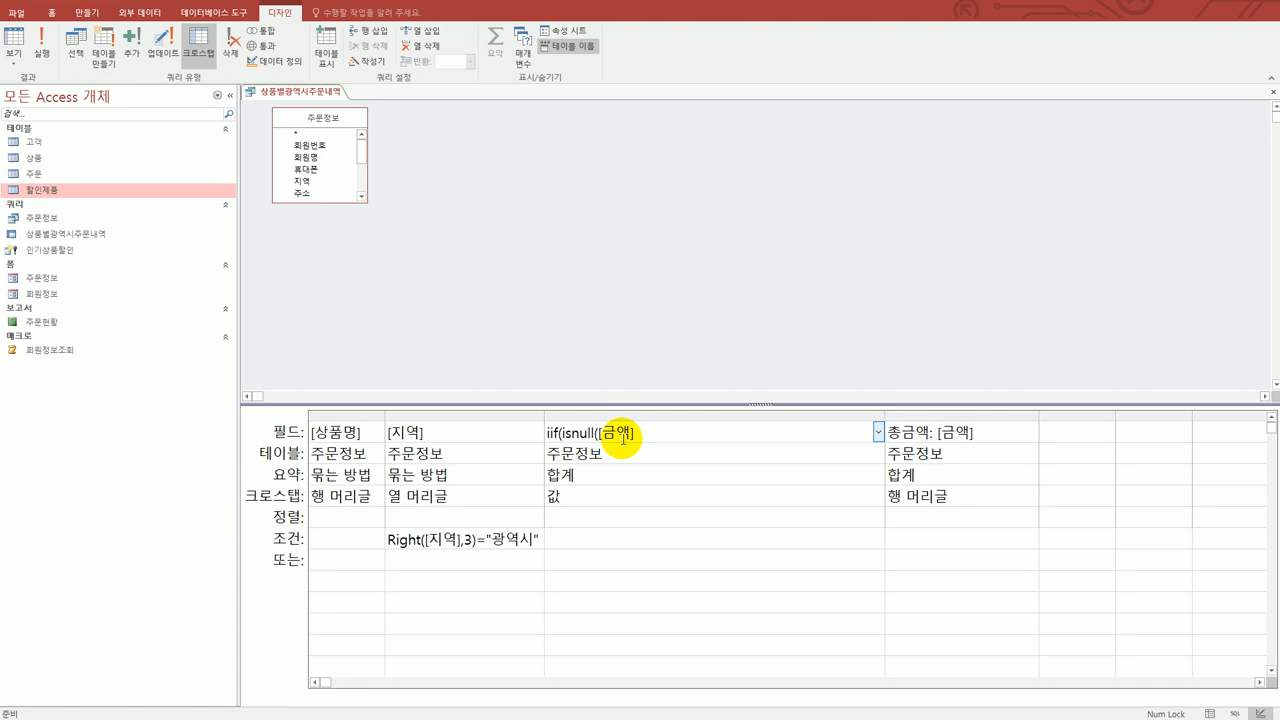 파일 홈 만들기 외부 데이터 데이터베이스 도구 디자인 수행할 작업을 알려 주세요.
보기 실행 선택 테이블 만들기 추가 업데이트 크로스탭 삭제
통합
통과
데이터 정의
테이블 표시
행 삽입
행 삭제
작성기
열 삽입
열 삭제
반환:
요약
매개 변수
속성 시트
테이블 이름
결과 쿼리 유형 쿼리 설정 표시/숨기기
모든 Access 개체
검색...
테이블
고객
상품
주문
할인제품
쿼리
주문정보
상품별광역시주문내역
인기상품할인
폼
주문정보
회원정보
보고서
주문현황
매크로
회원정보조회
상품별광역시주문내역
주문정보
*
회원번호
회원명
휴대폰
지역
주소
필드: [상품명] [지역] iif(isnull([금액] 총금액: [금액]
테이블: 주문정보 주문정보 주문정보 주문정보
요약: 묶는 방법 묶는 방법 합계 합계
크로스탭: 행 머리글 열 머리글 값 행 머리글
정렬:
조건: Right([지역],3)="광역시"
또는:
준비 Num Lock SQL